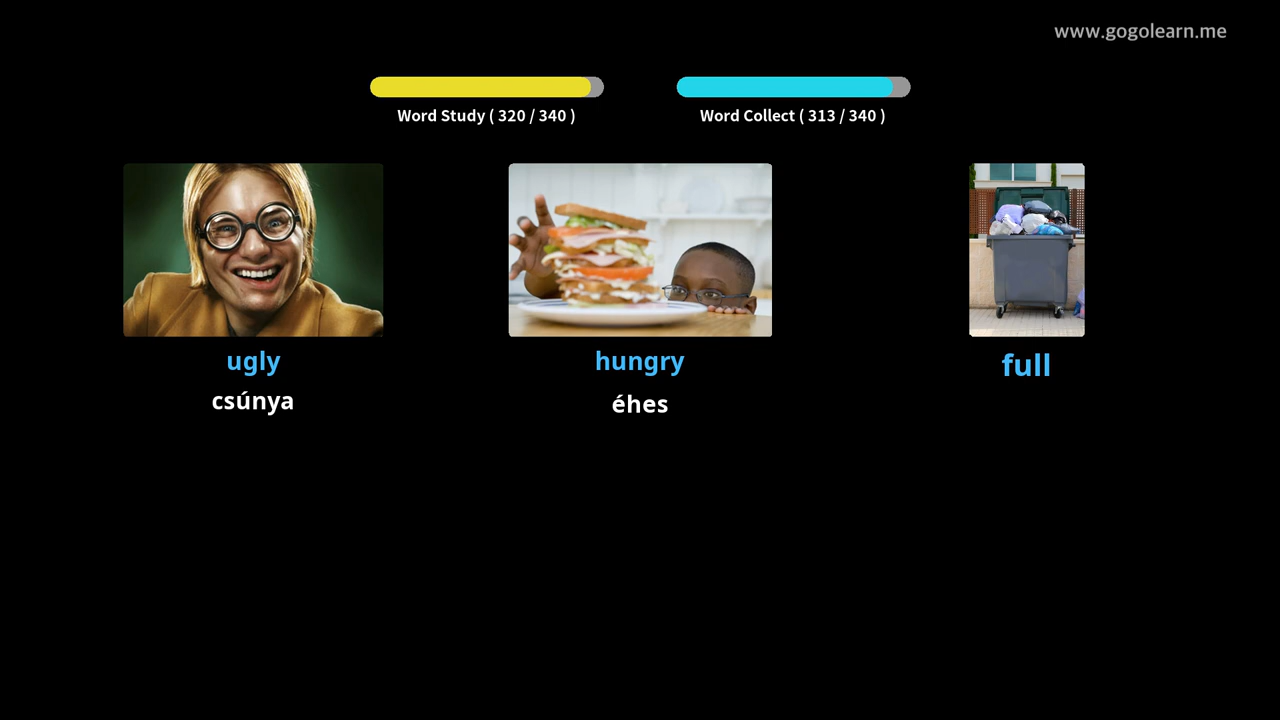 www.gogolearn.me
Word Study ( 320 / 340 )
Word Collect ( 313 / 340 )
ugly
csúnya
hungry
éhes
full